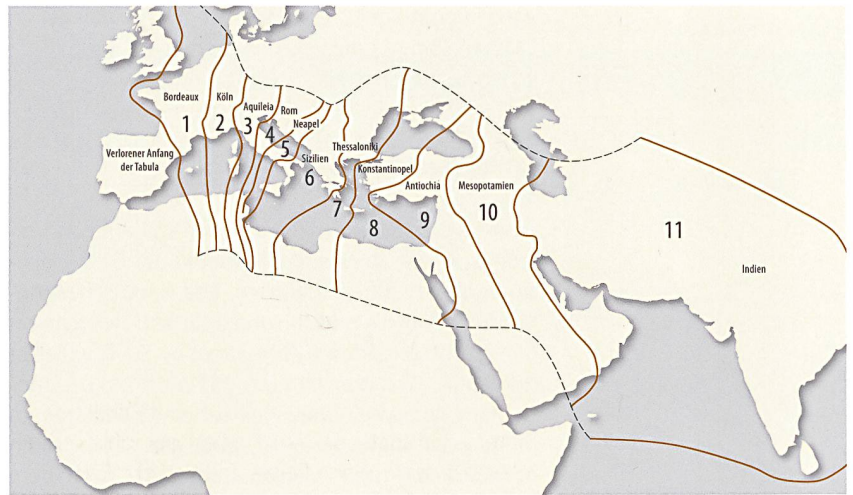 Bordeaux
1
Köln
2
Aquileia
3
Rom
4
Neapel
5
Verlorener Anfang
der Tabula
Sizilien
6
Thessaloniki
7
Konstantinopel
8
Antiochia
9
Mesopotamien
10
11
Indien